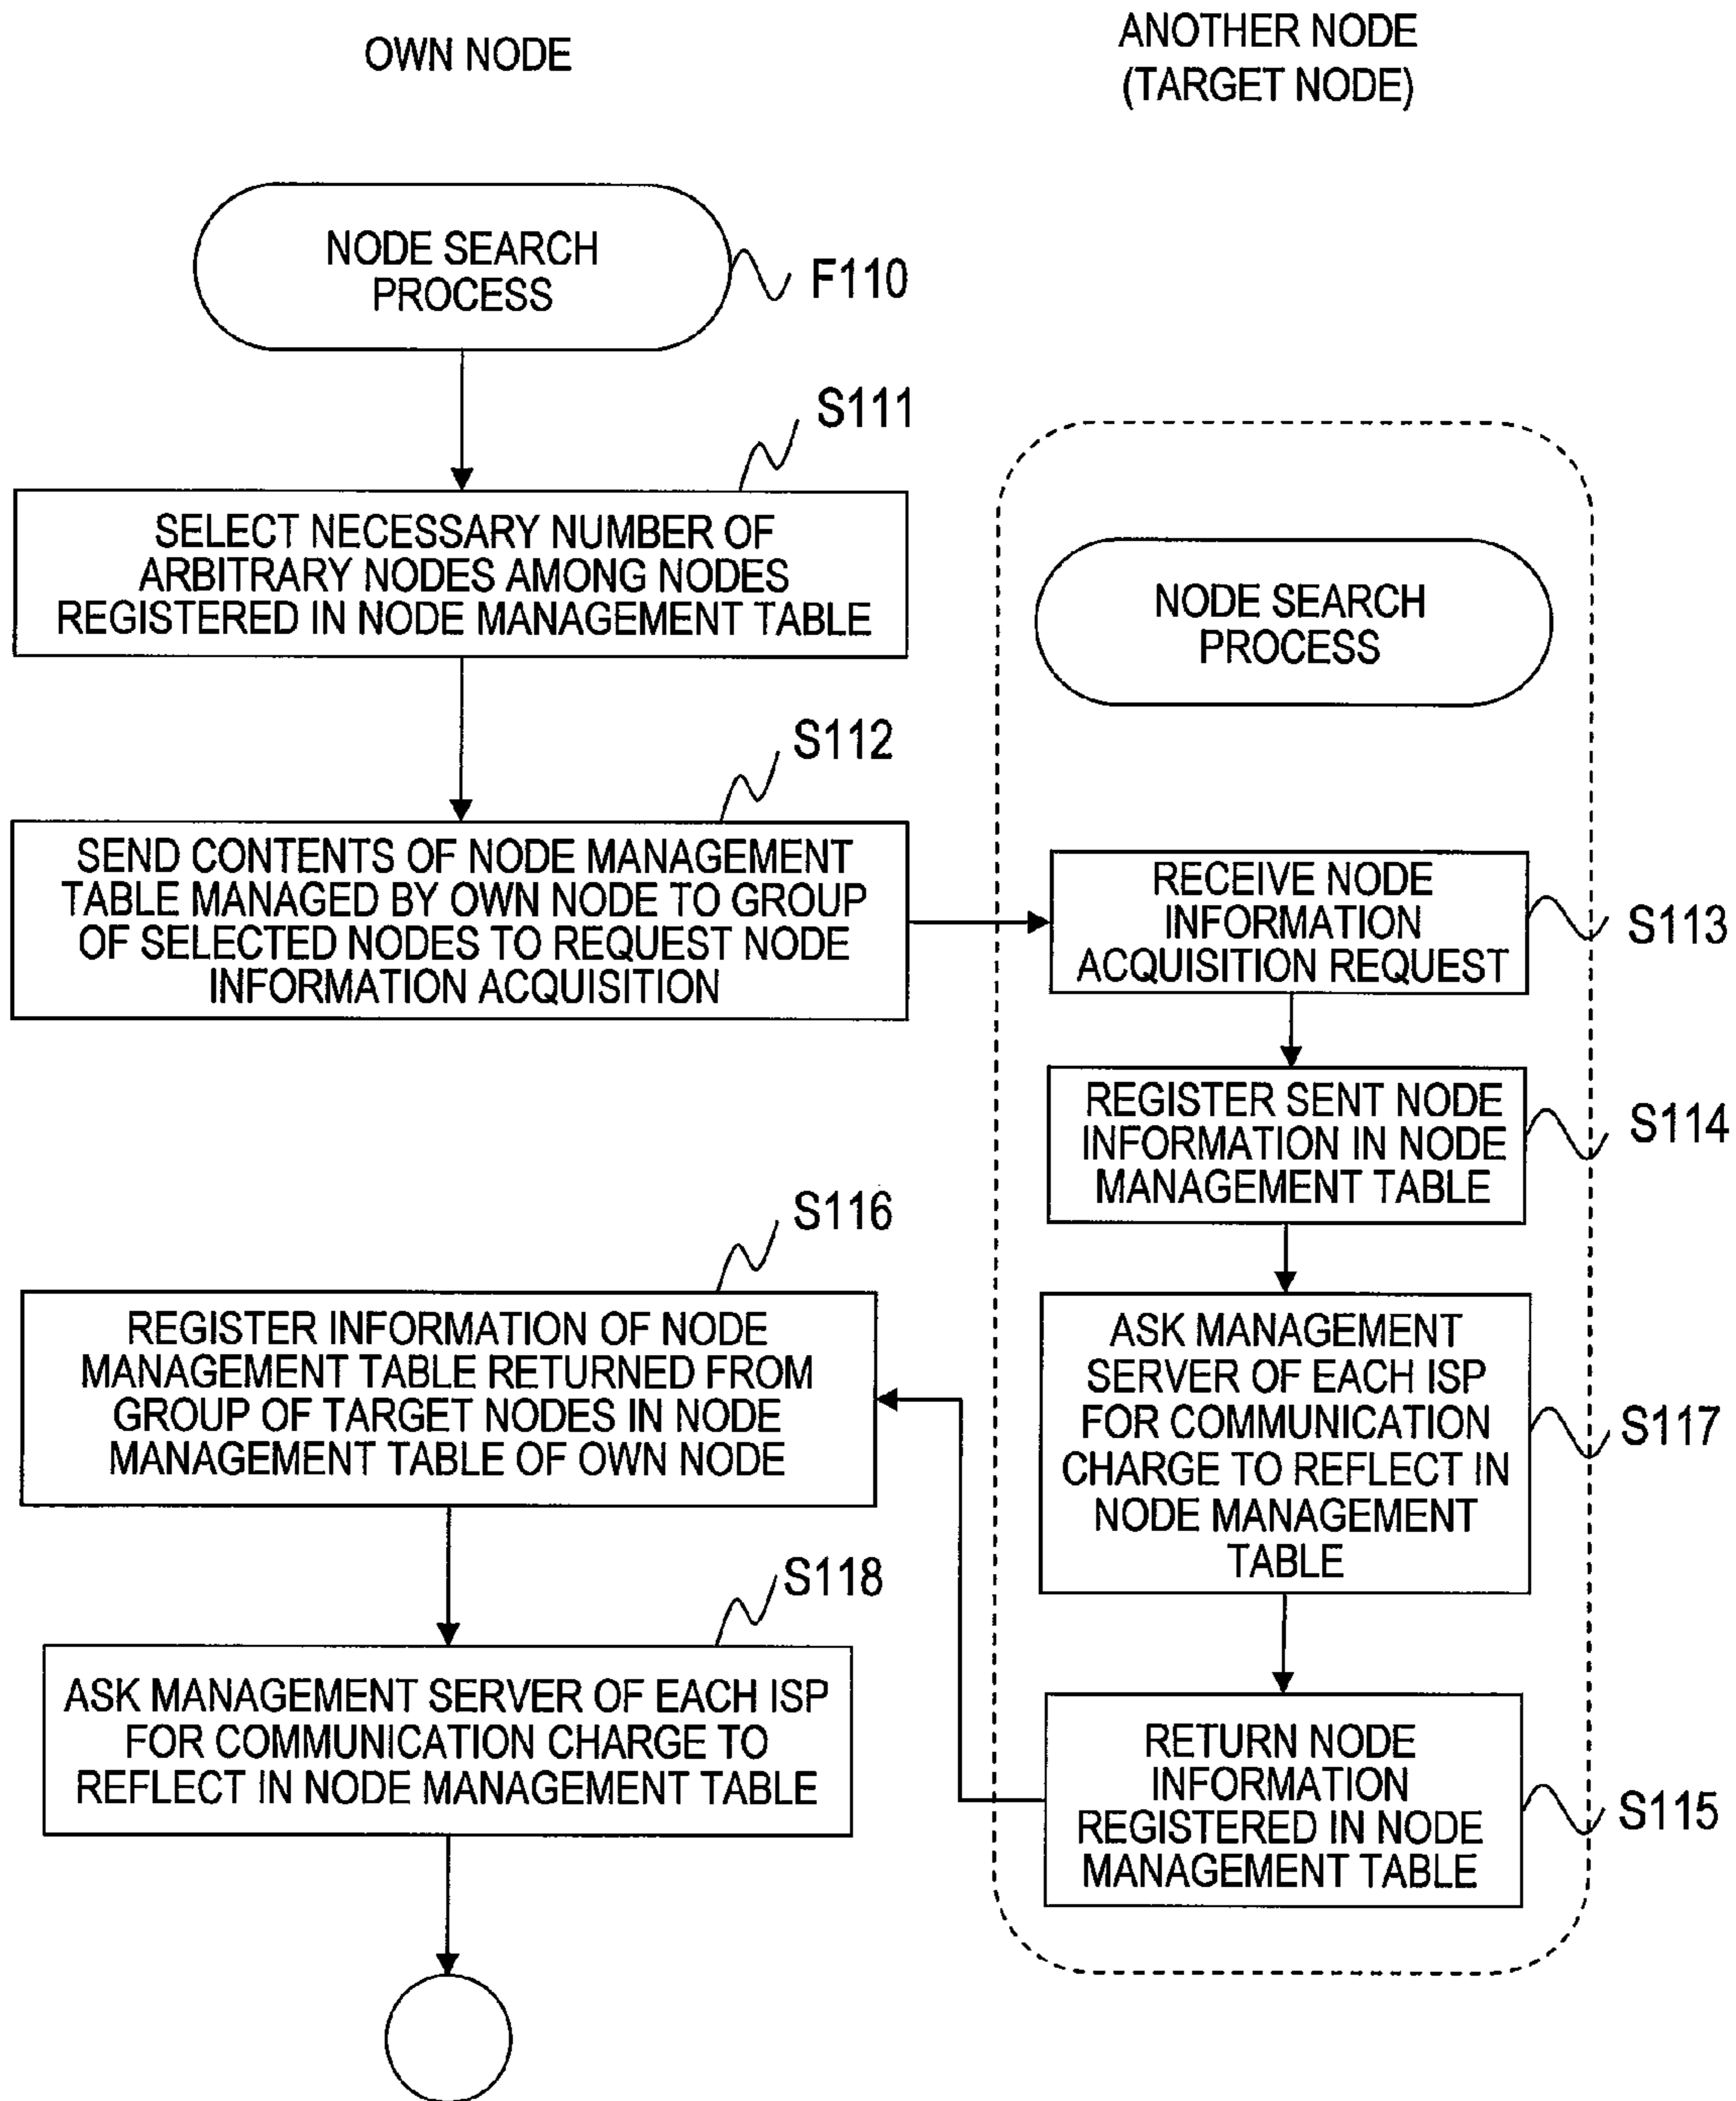 OWN NODE
ANOTHER NODE
(TARGET NODE)
NODE SEARCH
PROCESS
F110
S111
SELECT NECESSARY NUMBER OF
ARBITRARY NODES AMONG NODES
REGISTERED IN NODE MANAGEMENT TABLE
NODE SEARCH
PROCESS
S112
SEND CONTENTS OF NODE MANAGEMENT
TABLE MANAGED BY OWN NODE TO GROUP
OF SELECTED NODES TO REQUEST NODE
INFORMATION ACQUISITION
RECEIVE NODE
INFORMATION
ACQUISITION REQUEST
S113
REGISTER SENT NODE
INFORMATION IN NODE
MANAGEMENT TABLE
S114
S116
REGISTER INFORMATION OF NODE
MANAGEMENT TABLE RETURNED FROM
GROUP OF TARGET NODES IN NODE
MANAGEMENT TABLE OF OWN NODE
ASK MANAGEMENT
SERVER OF EACH ISP
FOR COMMUNICATION
CHARGE TO REFLECT IN
NODE MANAGEMENT
TABLE
S117
S118
ASK MANAGEMENT SERVER OF EACH ISP
FOR COMMUNICATION CHARGE TO
REFLECT IN NODE MANAGEMENT TABLE
RETURN NODE
INFORMATION
REGISTERED IN NODE
MANAGEMENT TABLE
S115